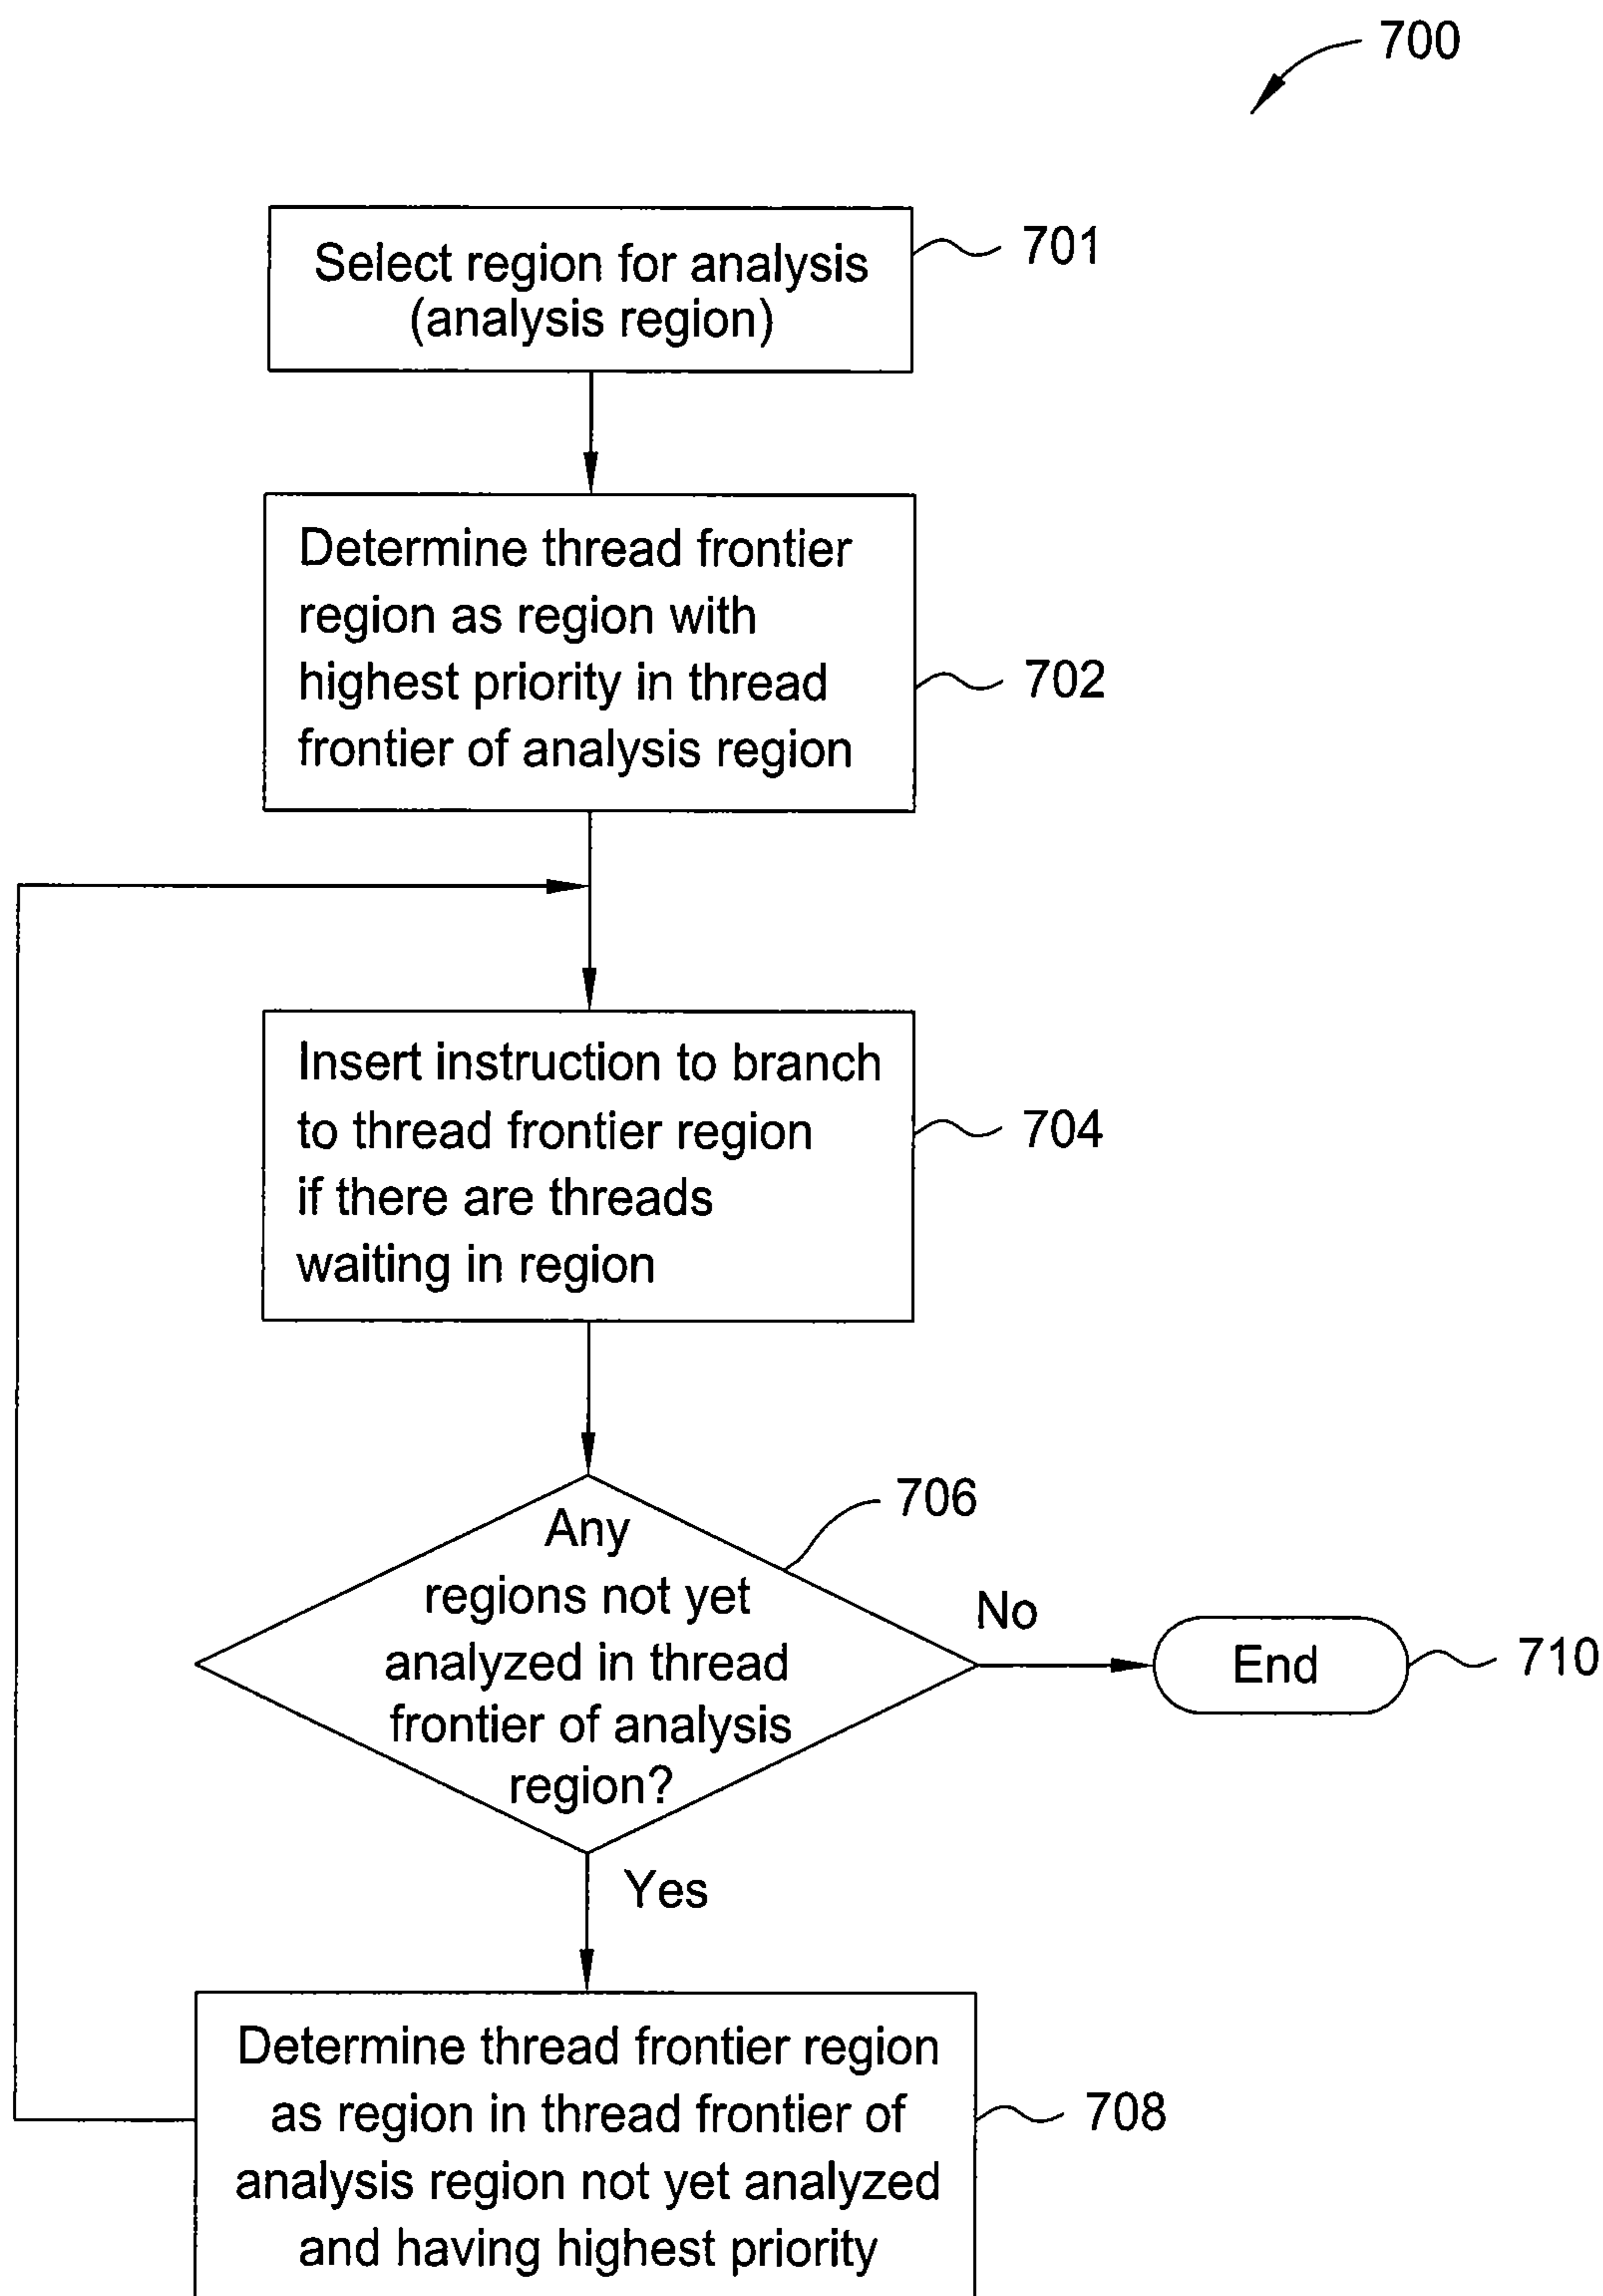 700
Select region for analysis
(analysis region)
701
Determine thread frontier
region as region with
highest priority in thread
frontier of analysis region
702
Insert instruction to branch
to thread frontier region
if there are threads
waiting in region
704
Any
regions not yet
analyzed in thread
frontier of analysis
region?
706
No
End
710
Yes
Determine thread frontier region
as region in thread frontier of
analysis region not yet analyzed
and having highest priority
708